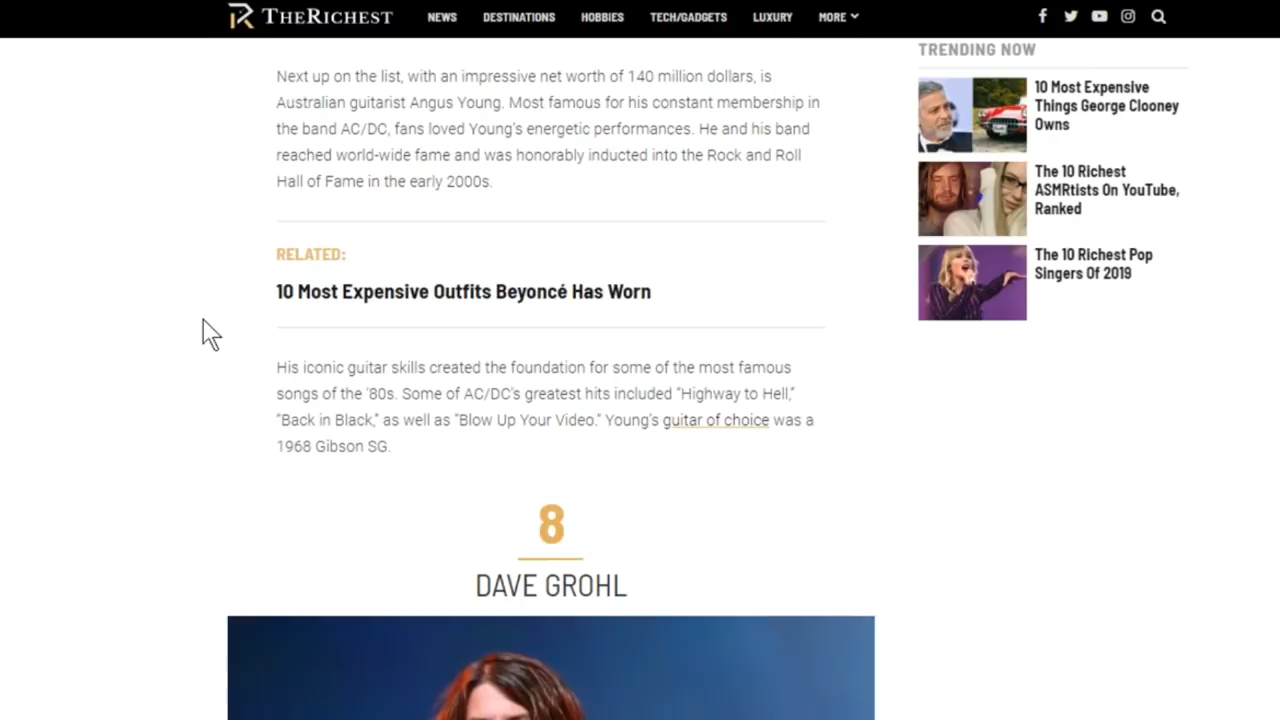 THERICHEST NEWS DESTINATIONS HOBBIES TECH/GADGETS LUXURY MORE
Next up on the list, with an impressive net worth of 140 million dollars, is
Australian guitarist Angus Young. Most famous for his constant membership in
the band AC/DC, fans loved Young's energetic performances. He and his band
reached world-wide fame and was honorably inducted into the Rock and Roll
Hall of Fame in the early 2000s.
RELATED:
10 Most Expensive Outfits Beyoncé Has Worn
His iconic guitar skills created the foundation for some of the most famous
songs of the '80s. Some of AC/DC's greatest hits included “Highway to Hell,”
“Back in Black,” as well as “Blow Up Your Video.” Young's guitar of choice was a
1968 Gibson SG.
8
DAVE GROHL
TRENDING NOW
10 Most Expensive
Things George Clooney
Owns
The 10 Richest
ASMRtists On YouTube,
Ranked
The 10 Richest Pop
Singers Of 2019